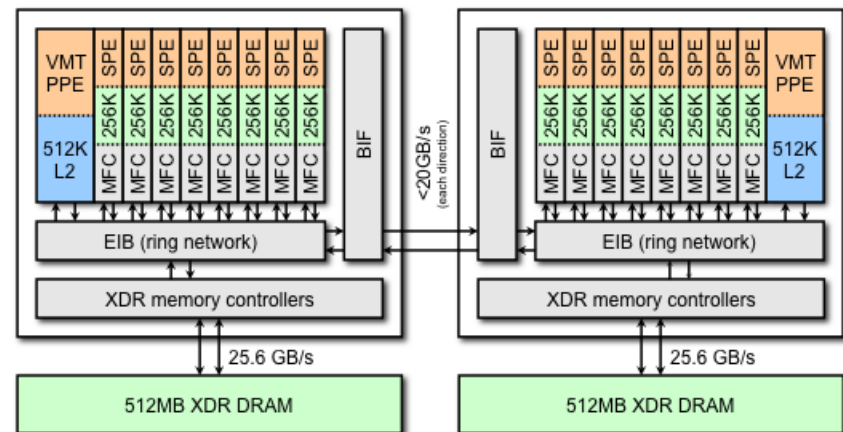 VMT
PPE
512K
L2
SPE
SPE
SPE
SPE
SPE
SPE
SPE
SPE
256K
256K
256K
256K
256K
256K
256K
256K
MFC
MFC
MFC
MFC
MFC
MFC
MFC
MFC
BIF
EIB (ring network)
XDR memory controllers
25.6 GB/s
512MB XDR DRAM
<20GB/s
(each direction)
BIF
SPE
SPE
SPE
SPE
SPE
SPE
SPE
SPE
256K
256K
256K
256K
256K
256K
256K
256K
MFC
MFC
MFC
MFC
MFC
MFC
MFC
MFC
VMT
PPE
512K
L2
EIB (ring network)
XDR memory controllers
25.6 GB/s
512MB XDR DRAM